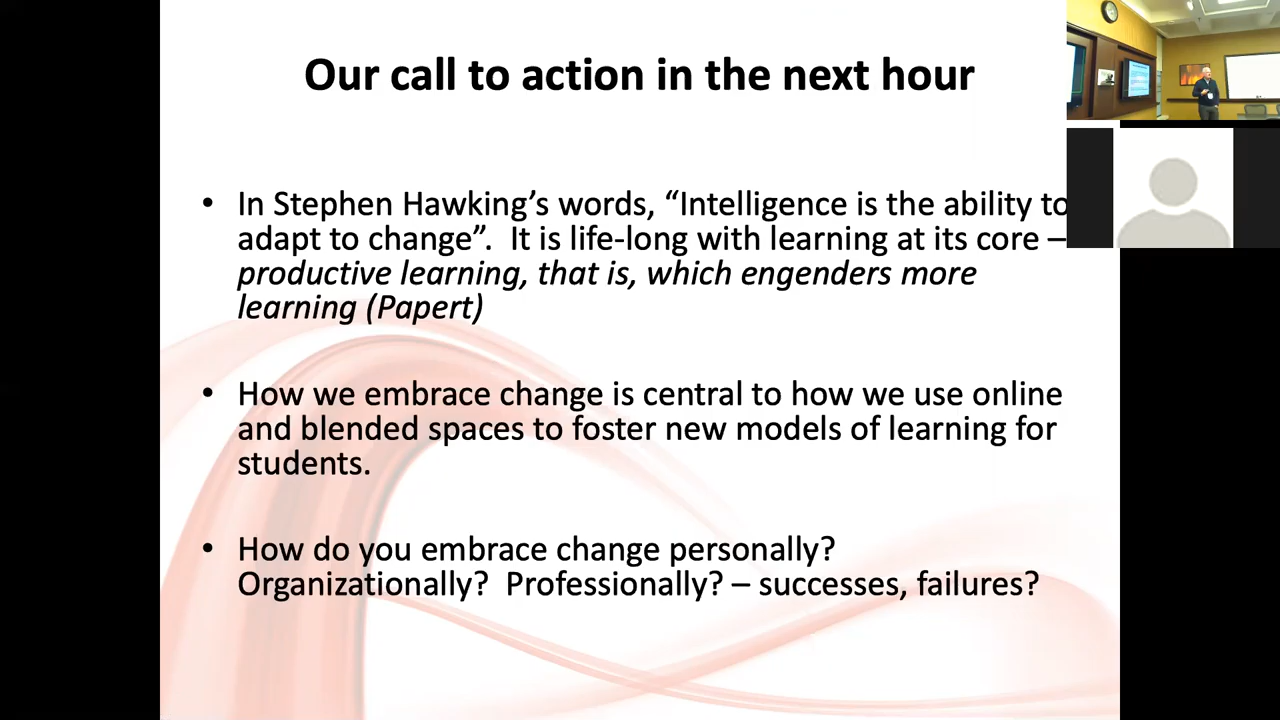 Our call to action in the next hour
• In Stephen Hawking’s words, “Intelligence is the ability to
adapt to change”.  It is life-long with learning at its core –
productive learning, that is, which engenders more
learning (Papert)
• How we embrace change is central to how we use online
and blended spaces to foster new models of learning for
students.
• How do you embrace change personally?
Organizationally?  Professionally? – successes, failures?